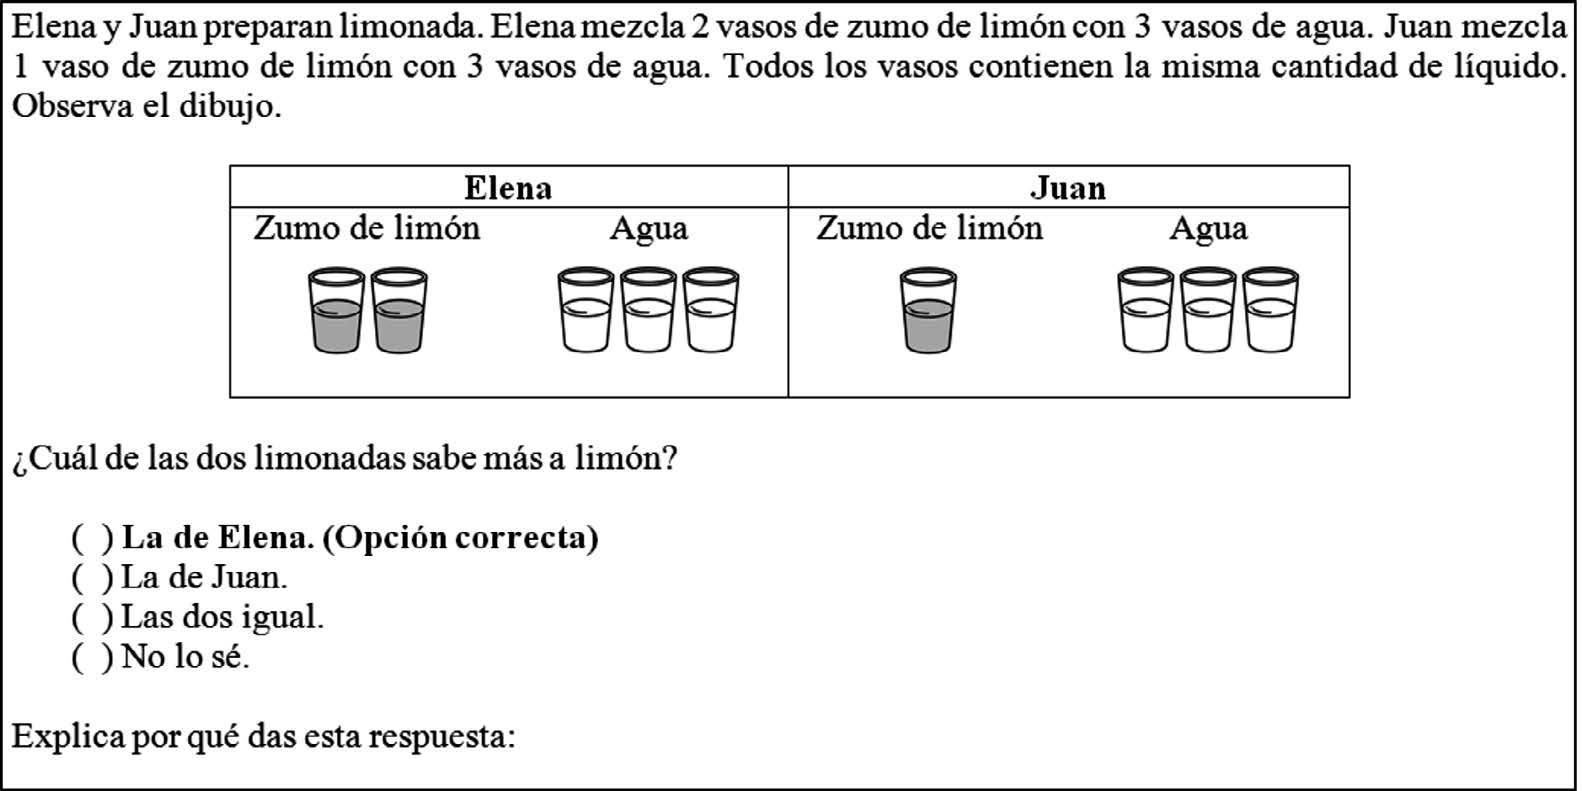 Elena y Juan preparan limonada. Elena mezcla 2 vasos de zumo de limón con 3 vasos de agua. Juan mezcla
1 vaso de zumo de limón con 3 vasos de agua. Todos los vasos contienen la misma cantidad de líquido.
Observa el dibujo.
Elena Juan
Zumo de limón Agua Zumo de limón Agua
¿Cuál de las dos limonadas sabe más a limón?
( ) La de Elena. (Opción correcta)
( ) La de Juan.
( ) Las dos igual.
( ) No lo sé.
Explica por qué das esta respuesta: